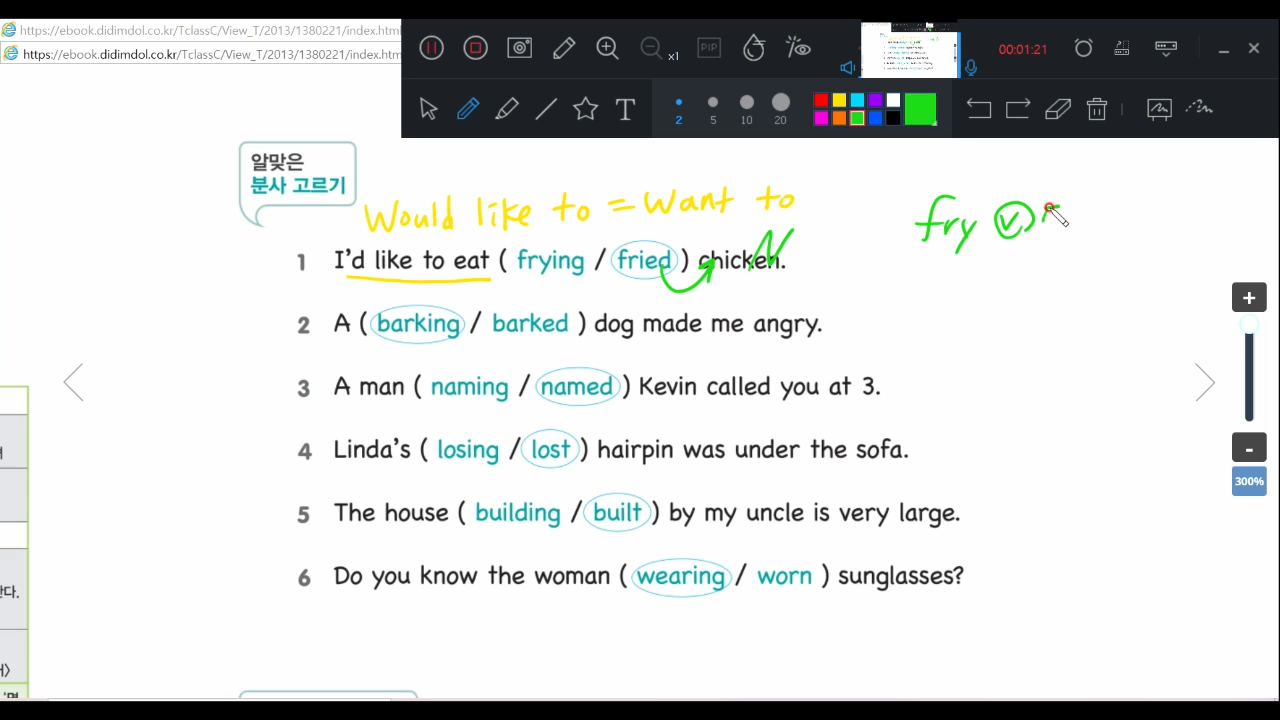 https://ebook.didimdol.co.kr/TclassC/View_T/2013/1380221/index.html
https://ebook.didimdol.co.kr/TclassC/View_T/2013/1380221/index.html
x1
PIP
00:01:21
T
2 5 10 20
알맞은
분사 고르기
Would like to = Want to
fry v
N
1 I'd like to eat ( frying / fried ) chicken.
2 A ( barking / barked ) dog made me angry.
3 A man ( naming / named ) Kevin called you at 3.
4 Linda's ( losing / lost ) hairpin was under the sofa.
5 The house ( building / built ) by my uncle is very large.
6 Do you know the woman ( wearing / worn ) sunglasses?
+
-
300%